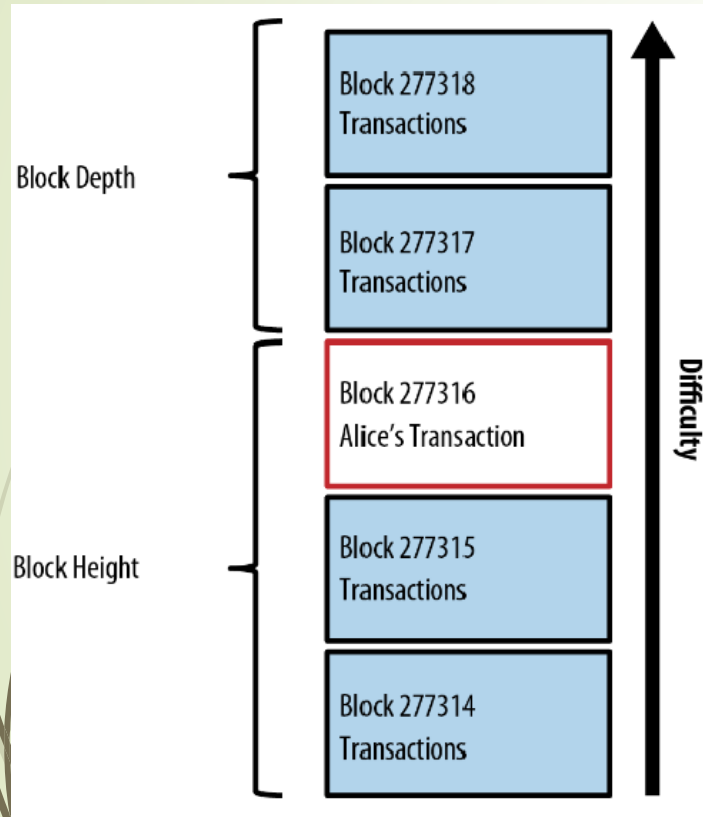 Block 277318
Transactions
Block Depth
Block 277317
Transactions
Block 277316
Alice's Transaction
Difficulty
Block 277315
Transactions
Block Height
Block 277314
Transactions